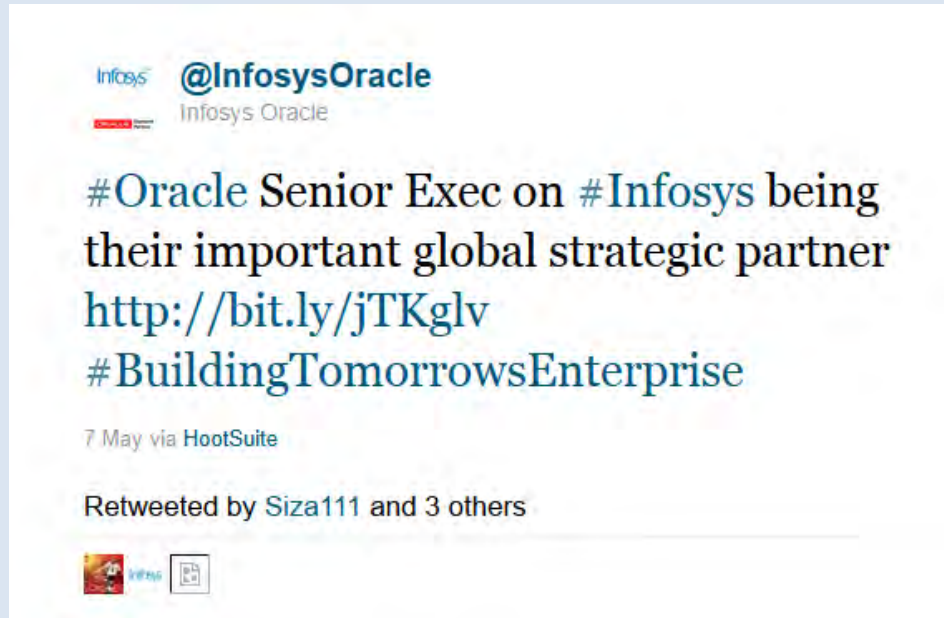 Infosys @InfosysOracle
Infosys Oracle
ORACLE
#Oracle Senior Exec on #Infosys being
their important global strategic partner
http://bit.ly/jTKglv
#BuildingTomorrowsEnterprise
7 May via HootSuite
Retweeted by Siza111 and 3 others
Infosys